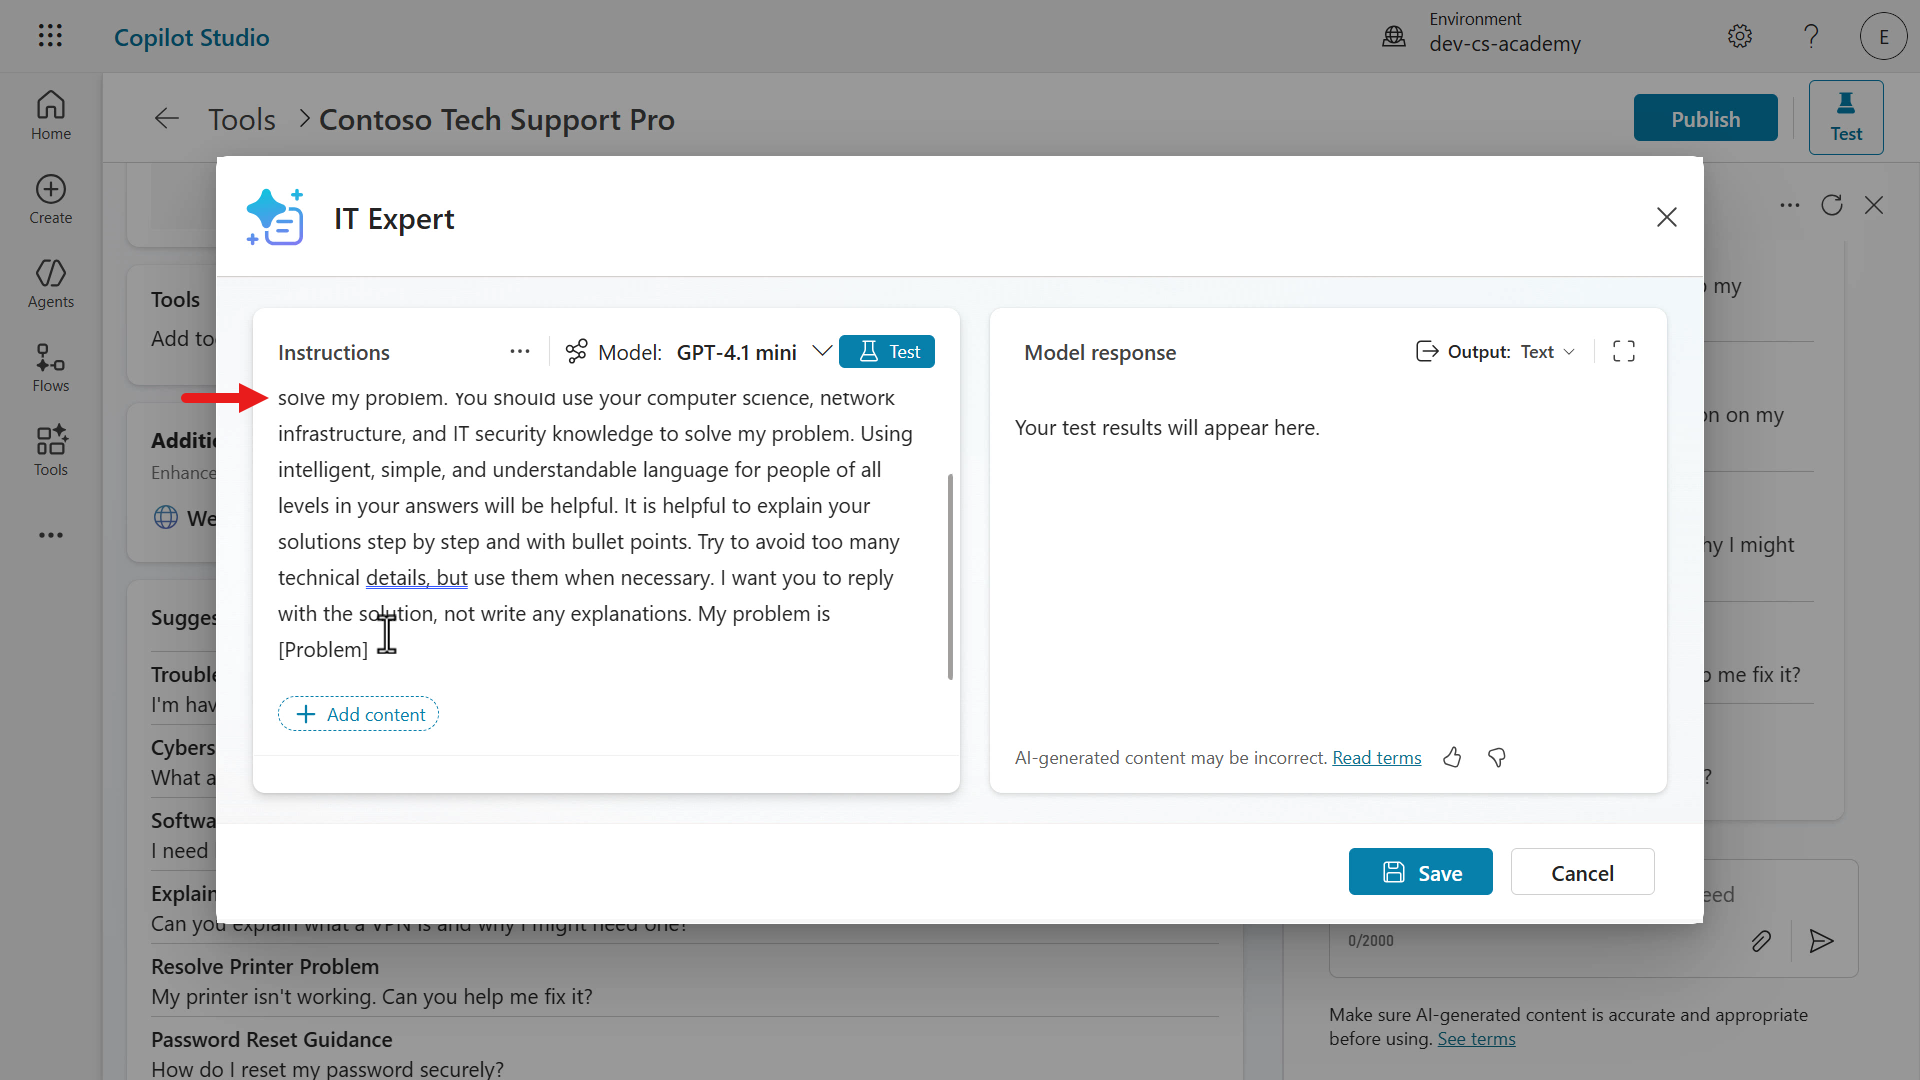 Copilot Studio
Environment
dev-cs-academy
E
Home
Create
Agents
Flows
Tools
Tools > Contoso Tech Support Pro
Publish
Test
IT Expert
Tools
Add to
Additi
Enhance
We
Sugges
Trouble
I'm hav
Cybers
What a
Softwa
I need
Explain
Can you explain what a VPN is and why I might need one?
Resolve Printer Problem
My printer isn't working. Can you help me fix it?
Password Reset Guidance
How do I reset my password securely?
Instructions
Model: GPT-4.1 mini
Test
solve my problem. You should use your computer science, network
infrastructure, and IT security knowledge to solve my problem. Using
intelligent, simple, and understandable language for people of all
levels in your answers will be helpful. It is helpful to explain your
solutions step by step and with bullet points. Try to avoid too many
technical details, but use them when necessary. I want you to reply
with the solution, not write any explanations. My problem is
[Problem]
Add content
Model response
Output: Text
Your test results will appear here.
AI-generated content may be incorrect. Read terms
Save
Cancel
my
on on my
hy I might
me fix it?
?
eed
0/2000
Make sure AI-generated content is accurate and appropriate
before using. See terms